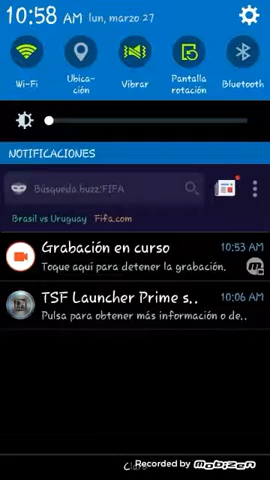 10:58 AM lun, marzo 27
Wi-Fi
Ubica-
ción
Vibrar
Pantalla
rotación
Bluetooth
NOTIFICACIONES
Búsqueda buzz:FIFA
Brasil vs Uruguay Fifa.com
Grabación en curso 10:53 AM
Toque aquí para detener la grabación.
TSF Launcher Prime s.. 10:06 AM
Pulsa para obtener más información o de..
Recorded by mobizen